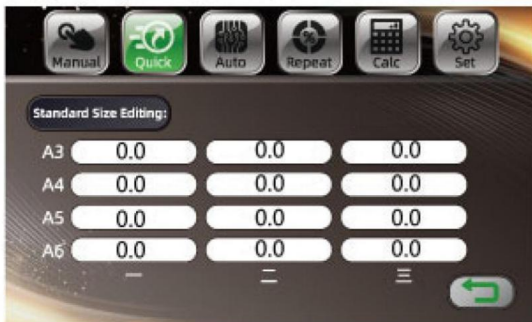 Manual Quick Auto Repeat Calc Set
Standard Size Editing:
A3 0.0 0.0 0.0
A4 0.0 0.0 0.0
A5 0.0 0.0 0.0
A6 0.0 0.0 0.0
一 二 三